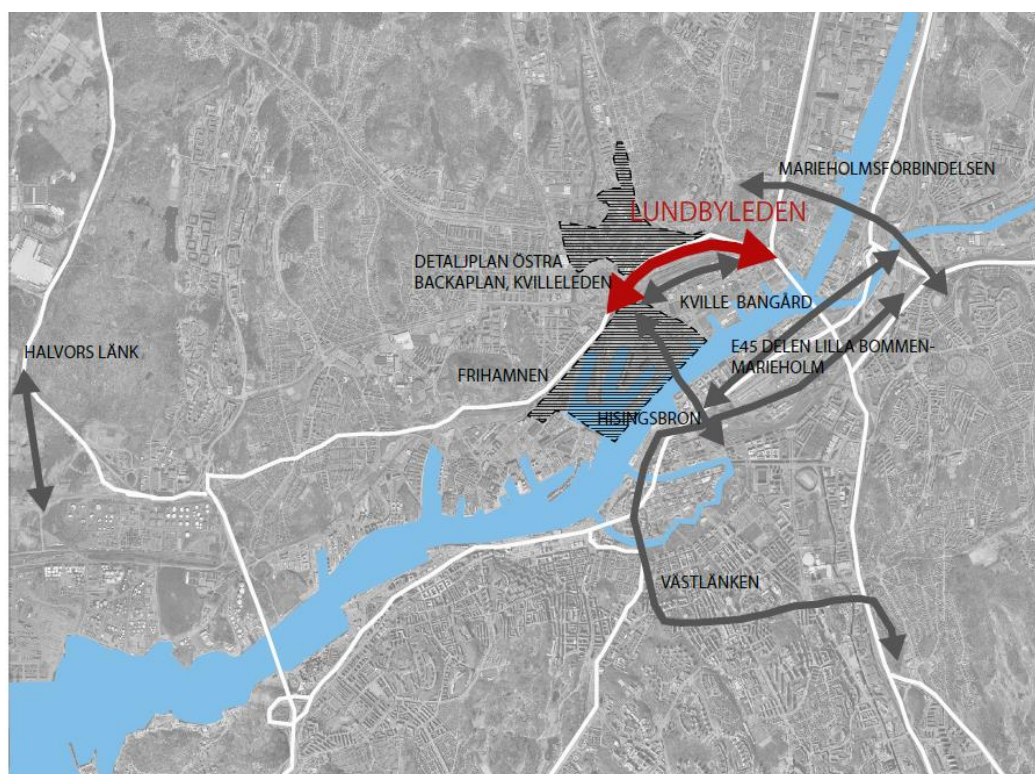 MARIEHOLMSFÖRBINDELSEN
LUNDBYLEDEN
DETALJPLAN ÖSTRA
BACKAPLAN, KVILLELEDEN
KVILLE BANGÅRD
HALVORS LÄNK
E45 DELEN LILLA BOMMEN-
MARIEHOLM
FRIHAMNEN
HISINGSBRON
VÄSTLÄNKEN